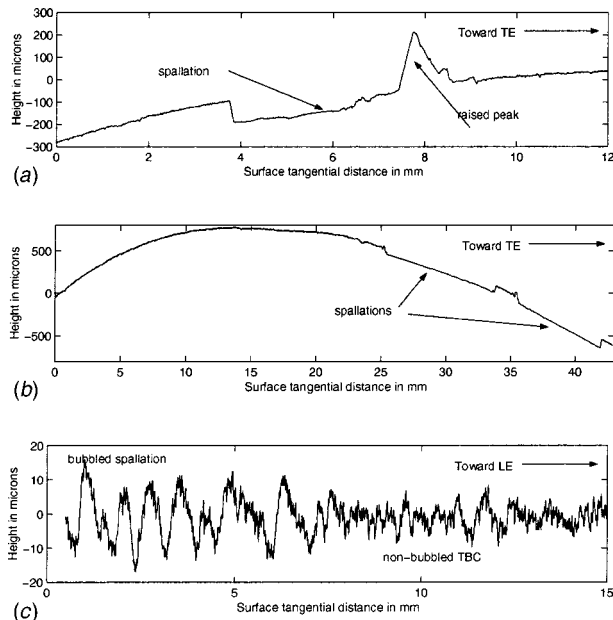 300
200
100
0
−100
−200
−300
Height in microns
spallation
Toward TE
raised peak
0 2 4 6 8 10 12
Surface tangential distance in mm
(a)
500
0
−500
Height in microns
Toward TE
spallations
0 5 10 15 20 25 30 35 40
Surface tangential distance in mm
(b)
20
10
0
−10
−20
Height in microns
bubbled spallation
Toward LE
non-bubbled TBC
0 5 10 15
Surface tangential distance in mm
(c)